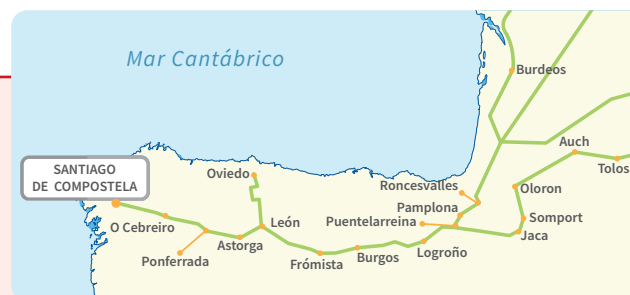 Mar Cantábrico
Burdeos
Auch
Tolos
SANTIAGO
DE COMPOSTELA
Oviedo
Roncesvalles
Oloron
Pamplona
Puentelarreina
Somport
O Cebreiro
León
Jaca
Astorga
Logroño
Ponferrada
Frómista
Burgos